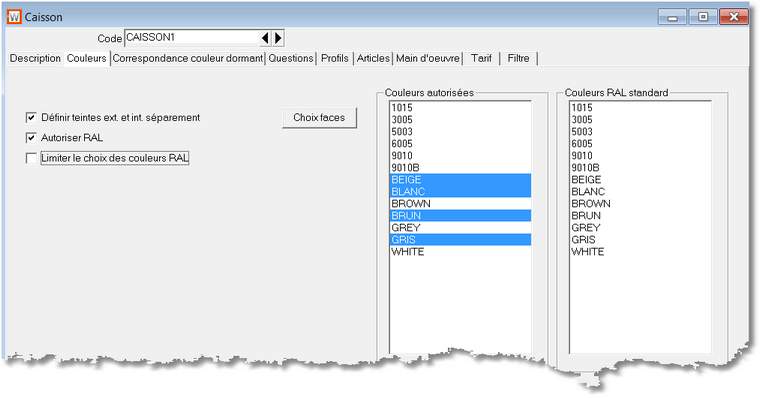 Caisson
Code CAISSON1
Description Couleurs Correspondance couleur dormant Questions Profils Articles Main d'oeuvre Tarif Filtre
Définir teintes ext. et int. séparement
Autoriser RAL
Limiter le choix des couleurs RAL
Choix faces
Couleurs autorisées
1015
3005
5003
6005
9010
9010B
BEIGE
BLANC
BROWN
BRUN
GREY
GRIS
WHITE
Couleurs RAL standard
1015
3005
5003
6005
9010
9010B
BEIGE
BLANC
BROWN
BRUN
GREY
GRIS
WHITE